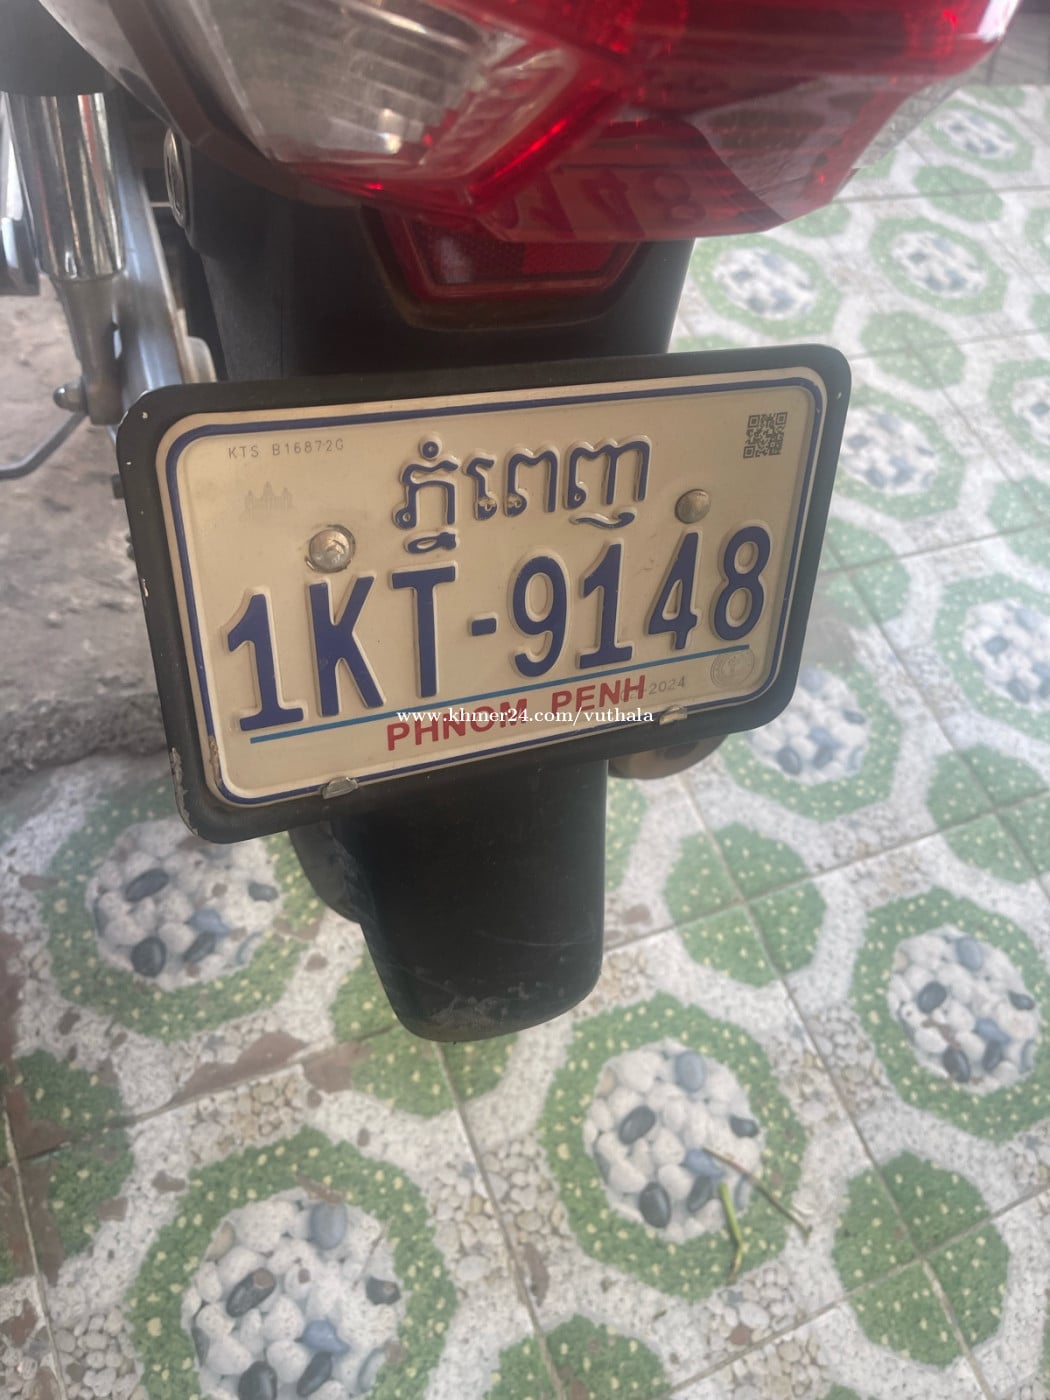 KTS B16872G
ភ្នំពេញ
1KT-9148
PHNOM PENH
2024
www.khmer24.com/vuthala